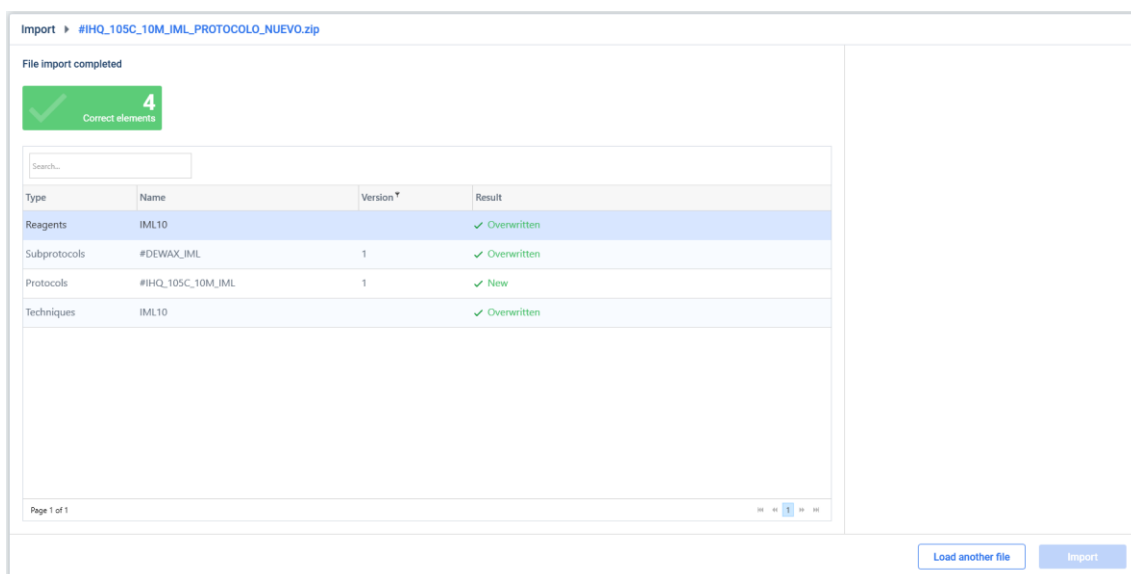 Import #IHQ_105C_10M_IML_PROTOCOLO_NUEVO.zip
File import completed
4
Correct elements
Search...
Type Name Version Result
Reagents IML10 Overwritten
Subprotocols #DEWAX_IML 1 Overwritten
Protocols #IHQ_105C_10M_IML 1 New
Techniques IML10 Overwritten
Page 1 of 1 1
Load another file Import